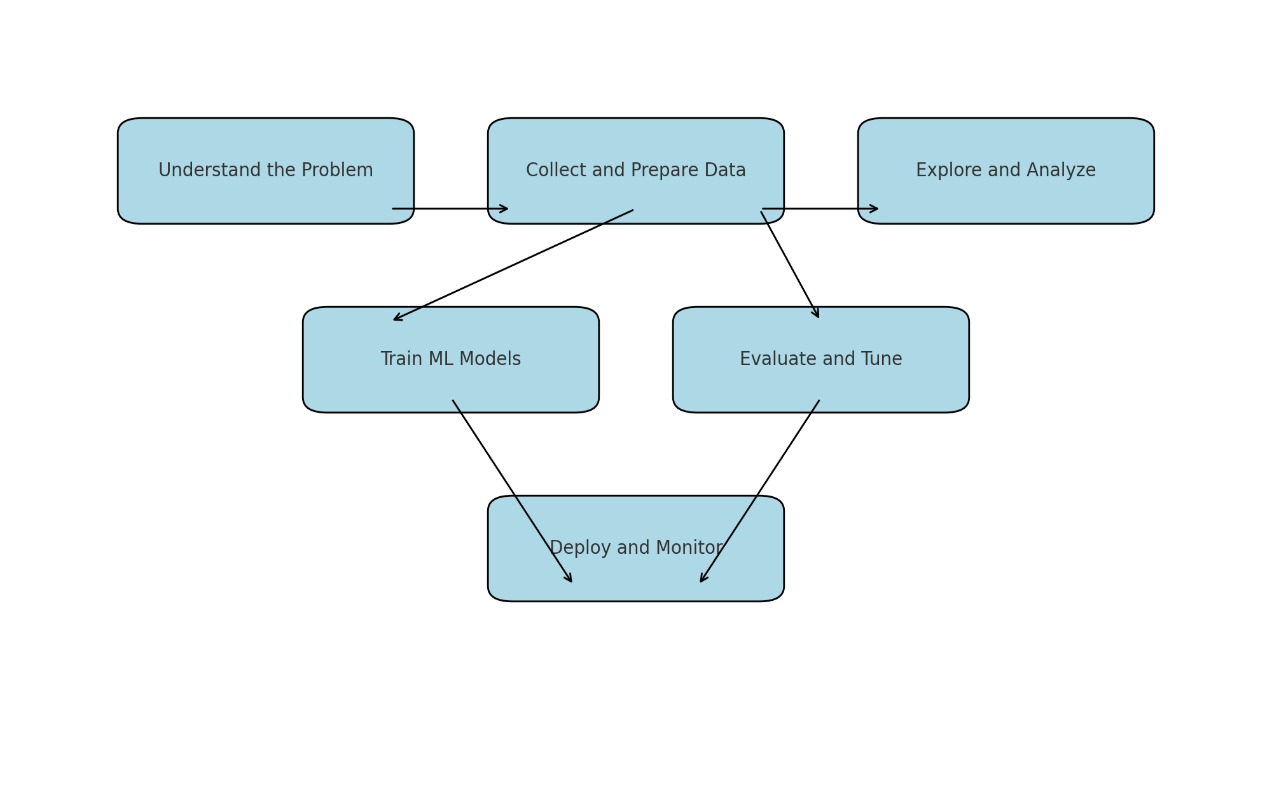 Understand the Problem
Collect and Prepare Data
Explore and Analyze
Train ML Models
Evaluate and Tune
Deploy and Monitor